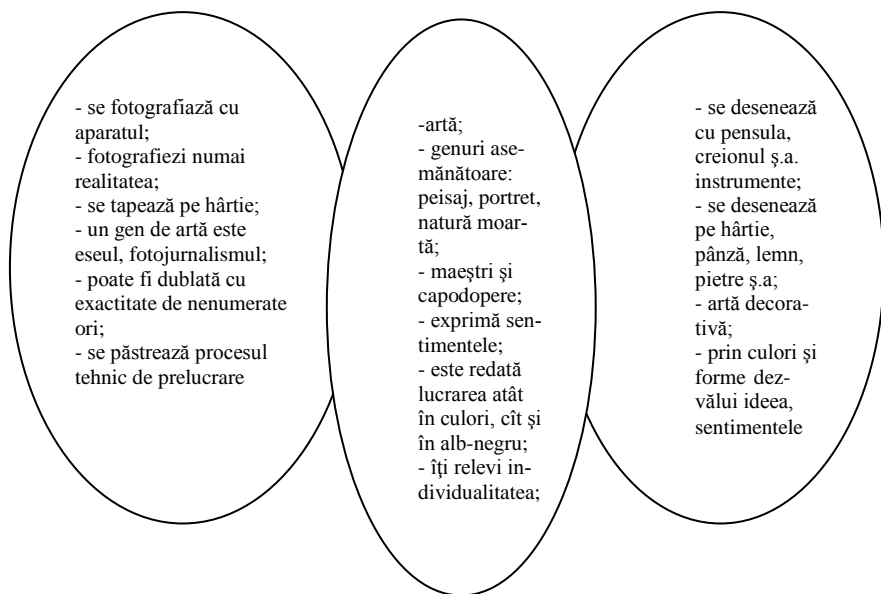 - se fotografiază cu
aparatul;
- fotografiezi numai
realitatea;
- se tapează pe hârtie;
- un gen de artă este
eseul, fotojurnalismul;
- poate fi dublată cu
exactitate de nenumerate
ori;
- se păstrează procesul
tehnic de prelucrare
-artă;
- genuri ase-
mănătoare:
peisaj, portret,
natură moar-
tă;
- maeştri şi
capodopere;
- exprimă sen-
timentele;
- este redată
lucrarea atât
în culori, cît şi
în alb-negru;
- îţi relevi in-
dividualitatea;
- se desenează
cu pensula,
creionul ş.a.
instrumente;
- se desenează
pe hârtie,
pânză, lemn,
pietre ş.a;
- artă decora-
tivă;
- prin culori şi
forme dez-
vălui ideea,
sentimentele